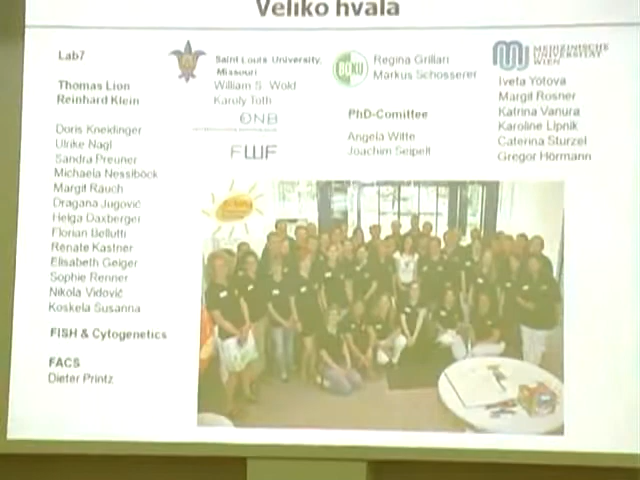 Veliko hvala
Lab7
Thomas Lion
Reinhard Klein
Doris Kneidinger
Ulrike Nagl
Sandra Preuner
Michaela Nessiböck
Margit Rauch
Dragana Jugović
Helga Daxberger
Florian Bellutti
Renate Kastner
Elisabeth Geiger
Sophie Renner
Nikola Vidović
Koskela Susanna
FISH & Cytogenetics
FACS
Dieter Printz
Saint Louis University,
Missouri
William S. Wold
Karoly Toth
ŒNB
FWF
BOKU
Regina Grillari
Markus Schosserer
PhD-Comittee
Angela Witte
Joachim Seipelt
MEDIZINISCHE
UNIVERSITÄT
WIEN
Iveta Yotova
Margit Rosner
Katrina Vanura
Karoline Lipnik
Caterina Sturzel
Gregor Hörmann